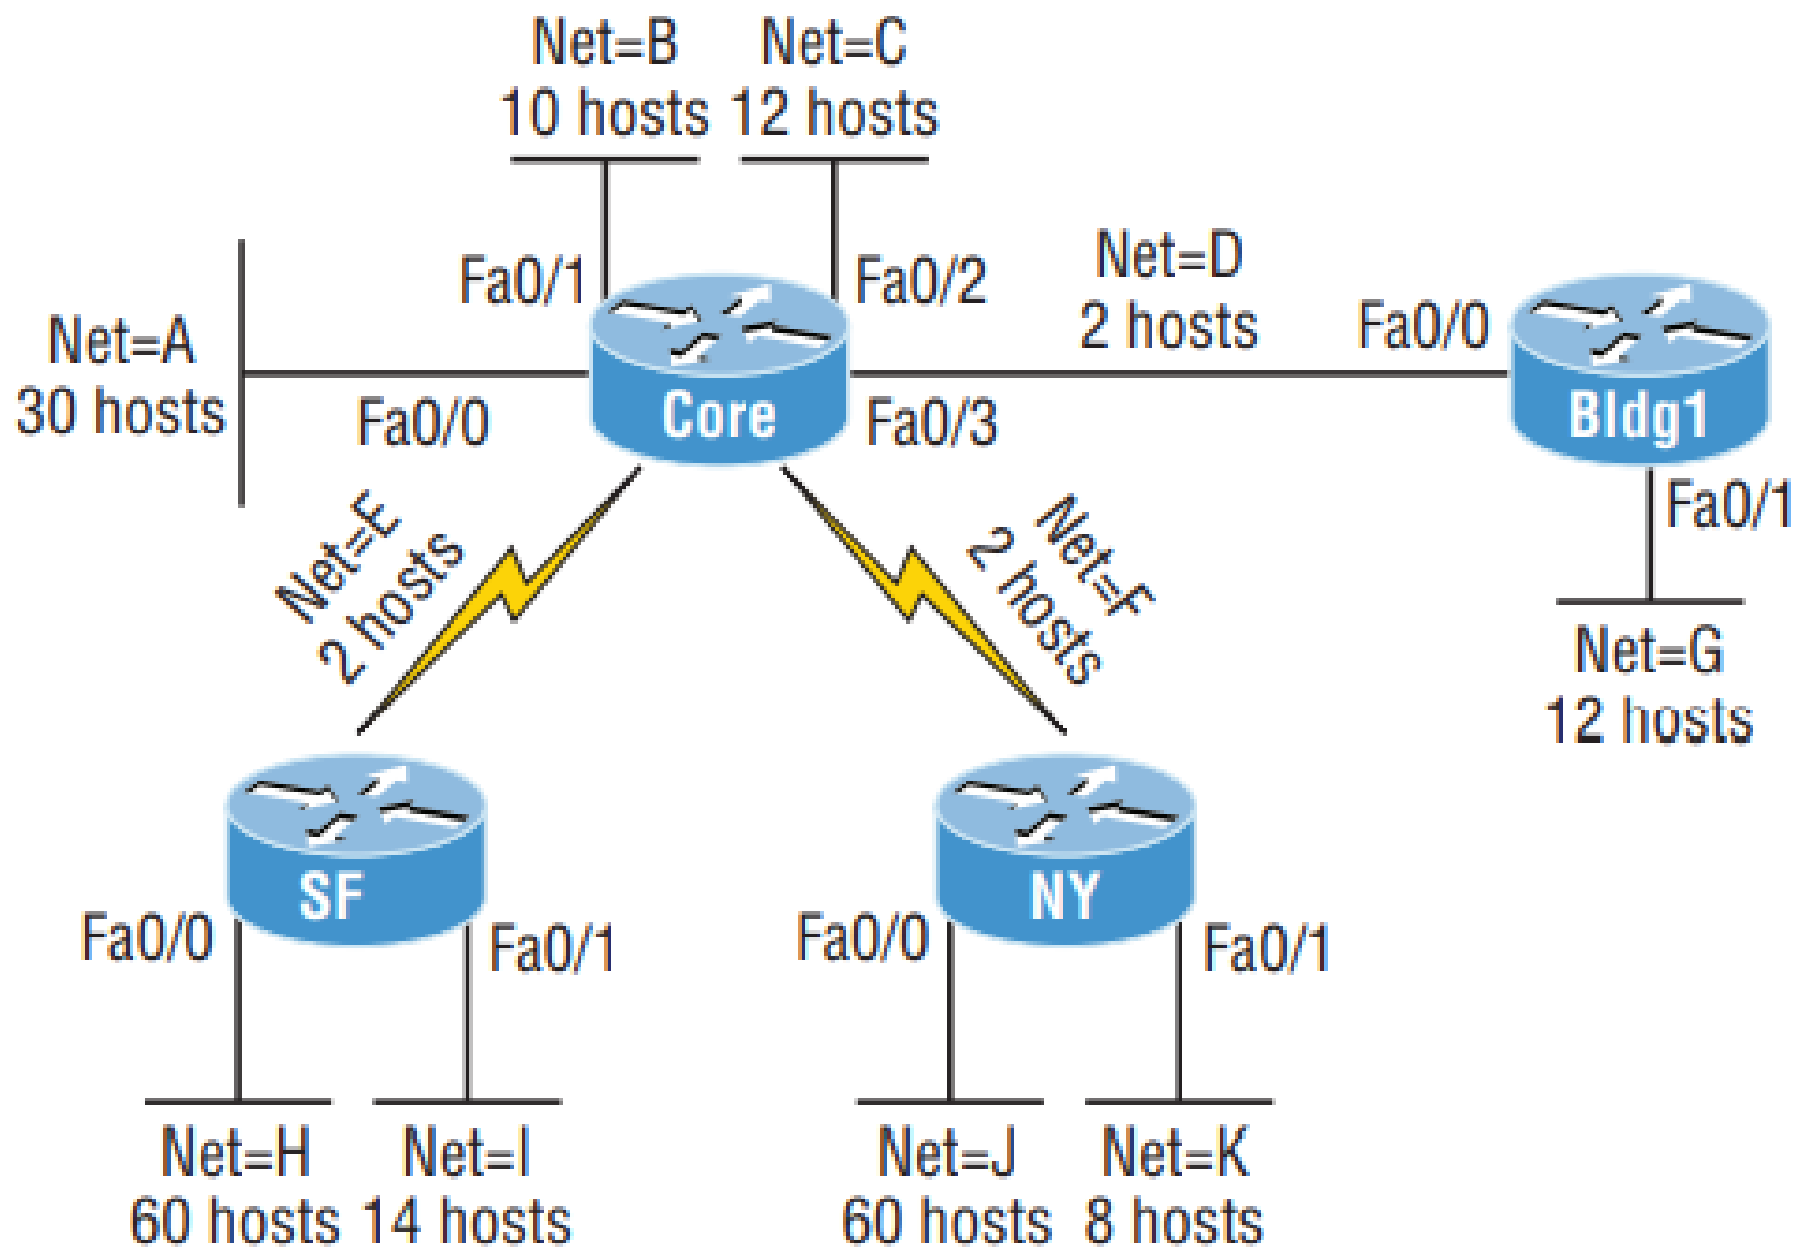 Net=B
10 hosts
Net=C
12 hosts
Fa0/1
Fa0/2
Net=D
2 hosts
Fa0/0
Net=A
30 hosts
Fa0/0
Core
Fa0/3
Bldg1
Fa0/1
Net=E
2 hosts
Net=F
2 hosts
Net=G
12 hosts
SF
NY
Fa0/0
Fa0/1
Fa0/0
Fa0/1
Net=H
60 hosts
Net=I
14 hosts
Net=J
60 hosts
Net=K
8 hosts